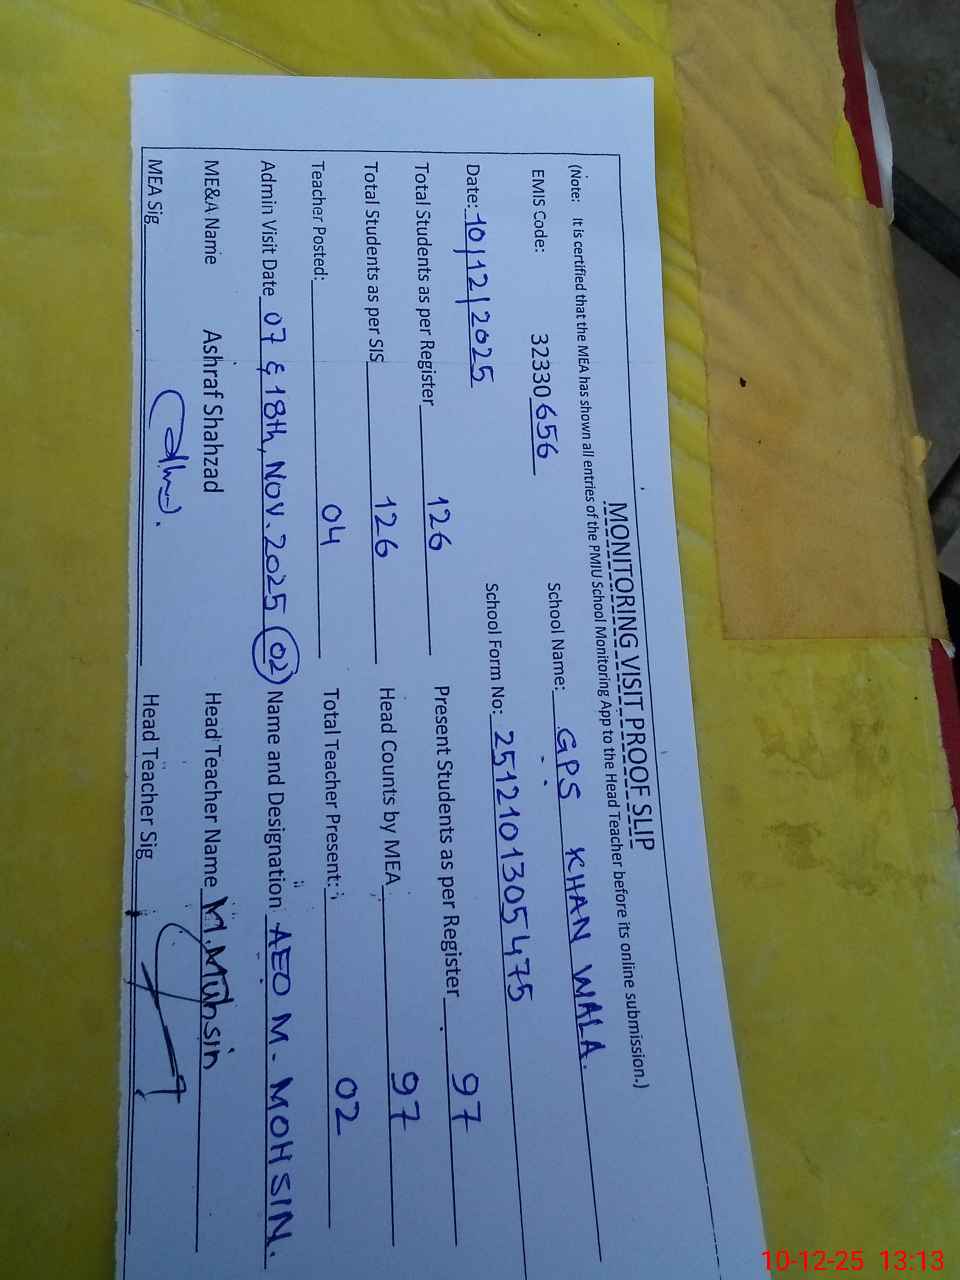 MONITORING VISIT PROOF SLIP
(Note: It is certified that the MEA has shown all entries of the PMIU School Monitoring App to the Head Teacher before its online submission.)
EMIS Code: 32330656 School Name: GPS KHAN WALA.
Date: 10/12/2025 School Form No: 2512101305475
Total Students as per Register 126 Present Students as per Register 97
Total Students as per SIS 126 Head Counts by MEA 97
Teacher Posted: 04 Total Teacher Present: 02
Admin Visit Date 07 & 18th, Nov. 2025 (02) Name and Designation AEO M. MOHSIN.
ME&A Name Ashraf Shahzad Head Teacher Name M. Muhsin
MEA Sig Head Teacher Sig
10-12-25 13:13